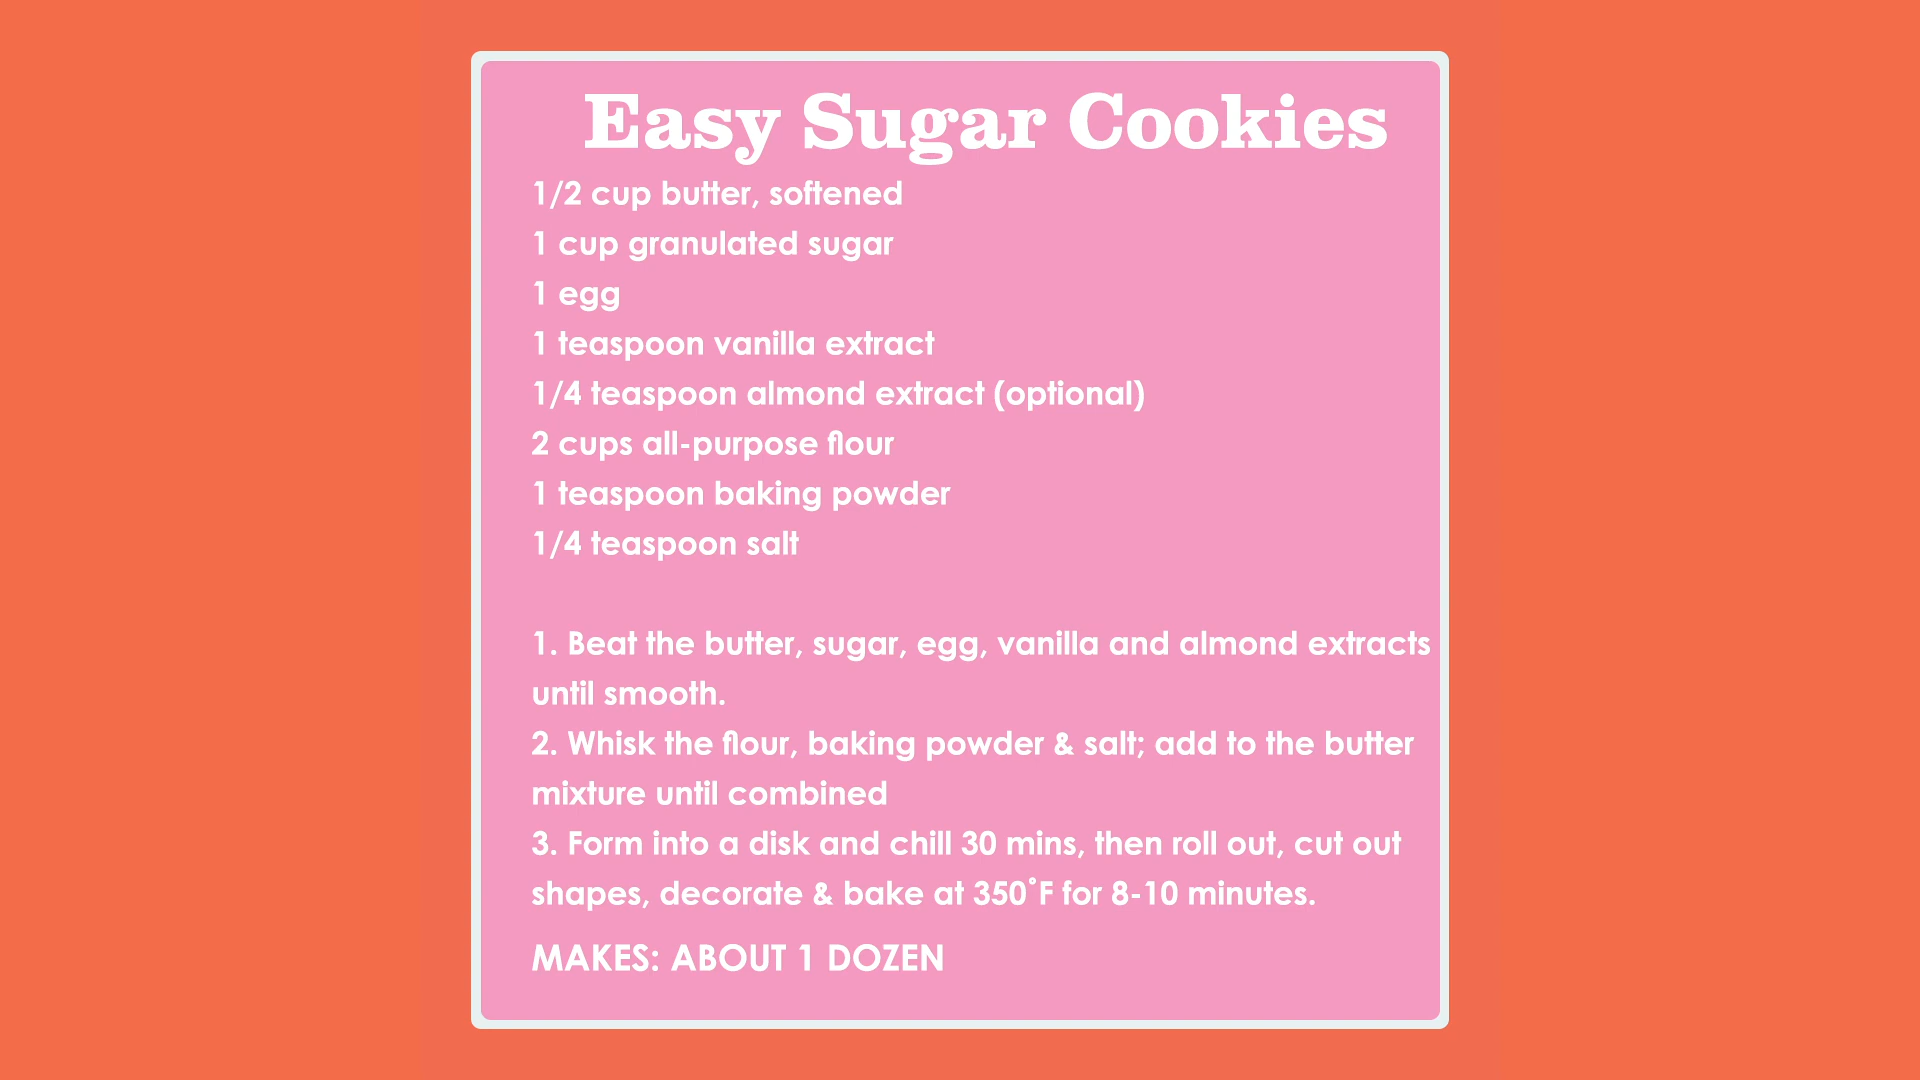 Easy Sugar Cookies
1/2 cup butter, softened
1 cup granulated sugar
1 egg
1 teaspoon vanilla extract
1/4 teaspoon almond extract (optional)
2 cups all-purpose flour
1 teaspoon baking powder
1/4 teaspoon salt
1. Beat the butter, sugar, egg, vanilla and almond extracts
until smooth.
2. Whisk the flour, baking powder & salt; add to the butter
mixture until combined
3. Form into a disk and chill 30 mins, then roll out, cut out
shapes, decorate & bake at 350˚F for 8-10 minutes.
MAKES: ABOUT 1 DOZEN